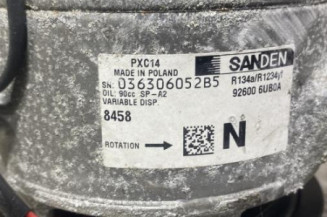 PXC14
MADE IN POLAND
SANDEN
SN: 036306052B5
R134a/R1234yf
OIL: 90cc SP-A2
92600 6UB0A
VARIABLE DISP.
8458
ROTATION
N